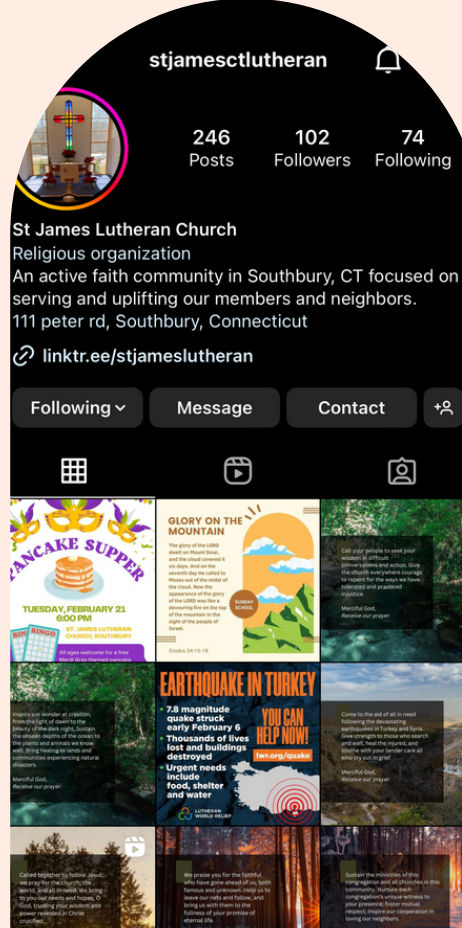 stjamesctlutheran
246
102
74
Posts
Followers
Following
St James Lutheran Church
Religious organization
An active faith community in Southbury, CT focused on
serving and uplifting our members and neighbors.
111 peter rd, Southbury, Connecticut
linktr.ee/stjameslutheran
Following
Message
Contact
PANCAKE SUPPER
TUESDAY, FEBRUARY 21
6:00 PM
ST. JAMES LUTHERAN
CHURCH, SOUTHBURY
BINGO
All ages welcome for a free
Mardi Gras themed pancake
GLORY ON THE
MOUNTAIN
The glory of the LORD
dwelt on Mount Sinai,
and the cloud covered it
six days. And on the
seventh day He called to
Moses out of the midst of
the cloud. Now the
appearance of the glory
of the LORD was like a
devouring fire on the top
of the mountain in the
sight of the people of
Israel.
Exodus 24:15-18
SUNDAY
SCHOOL
Call your people to seek your
wisdom in difficult
conversations and action. Give
the church everywhere courage
to repent for the ways we have
tolerated and practiced
injustice.
Merciful God,
Receive our prayer.
Inspire our wonder at creation,
from the light of dawn to the
beauty of the dark night. Sustain
the unseen depths of the ocean to
the plants and animals we know
well. Bring healing to lands and
communities experiencing natural
disasters.
Merciful God,
Receive our prayer.
EARTHQUAKE IN TURKEY
• 7.8 magnitude
quake struck
early February 6
• Thousands of lives
lost and buildings
destroyed
• Urgent needs
include
food, shelter
and water
YOU CAN
HELP NOW!
lwr.org/quake
LUTHERAN
WORLD RELIEF
Come to the aid of all in need
following the devastating
earthquakes in Turkey and Syria.
Give strength to those who search
and wait, heal the injured, and
soothe with your tender care all
who cry out in grief.
Merciful God,
Receive our prayer.
Called together to follow Jesus,
we pray for the church, the
world, and all in need. We bring
to you our needs and hopes, O
God, trusting your wisdom and
power revealed in Christ
crucified.
We praise you for the faithful
who have gone ahead of us, both
famous and unknown. Help us to
leave our nets and follow, and
bring us with them to the
fullness of your promise of
eternal life.
Sustain the ministries of this
congregation and all churches in this
community. Nurture each
congregation's unique witness to
your presence; foster mutual
respect; inspire our cooperation in
loving our neighbors.